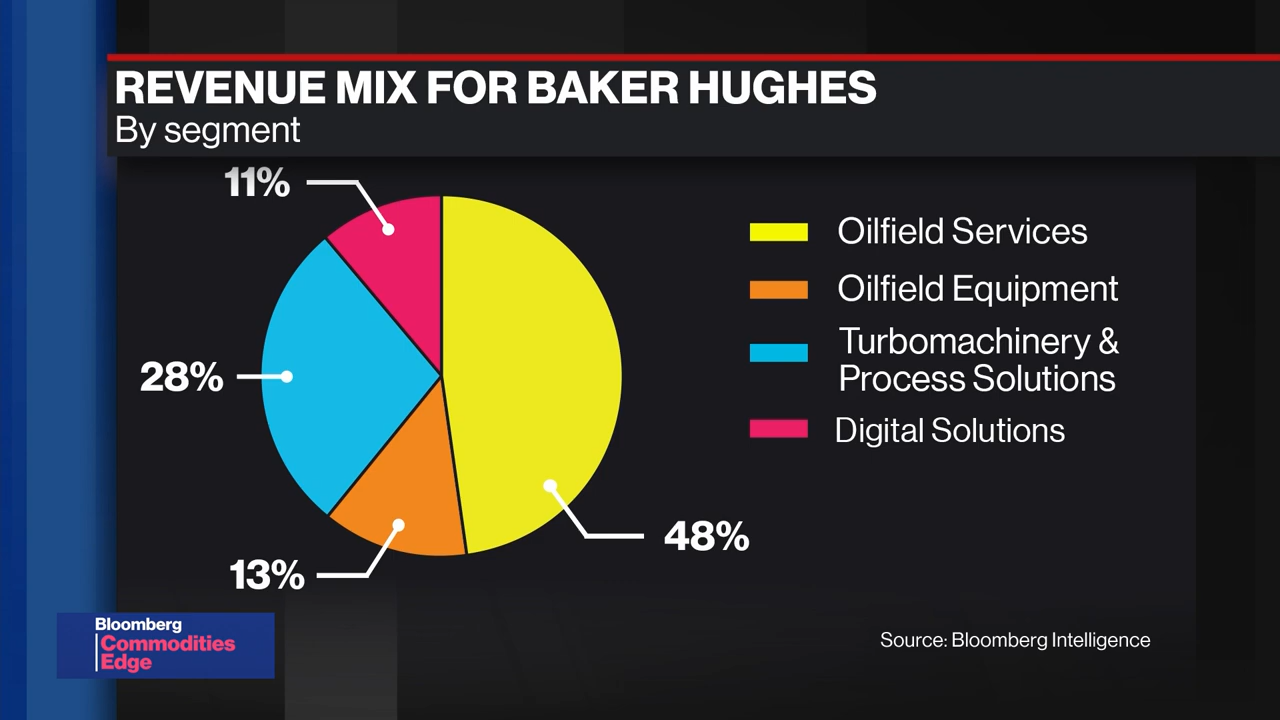 REVENUE MIX FOR BAKER HUGHES
By segment
11%
28%
13%
48%
Oilfield Services
Oilfield Equipment
Turbomachinery &
Process Solutions
Digital Solutions
Bloomberg
Commodities
Edge
Source: Bloomberg Intelligence